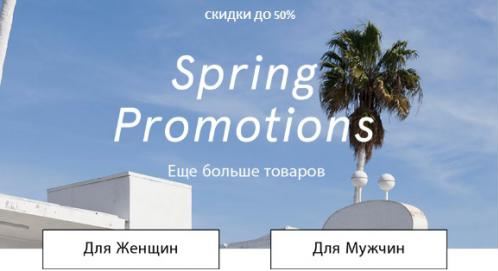 СКИДКИ ДО 50%
Spring
Promotions
Еще больше товаров
Для Женщин
Для Мужчин